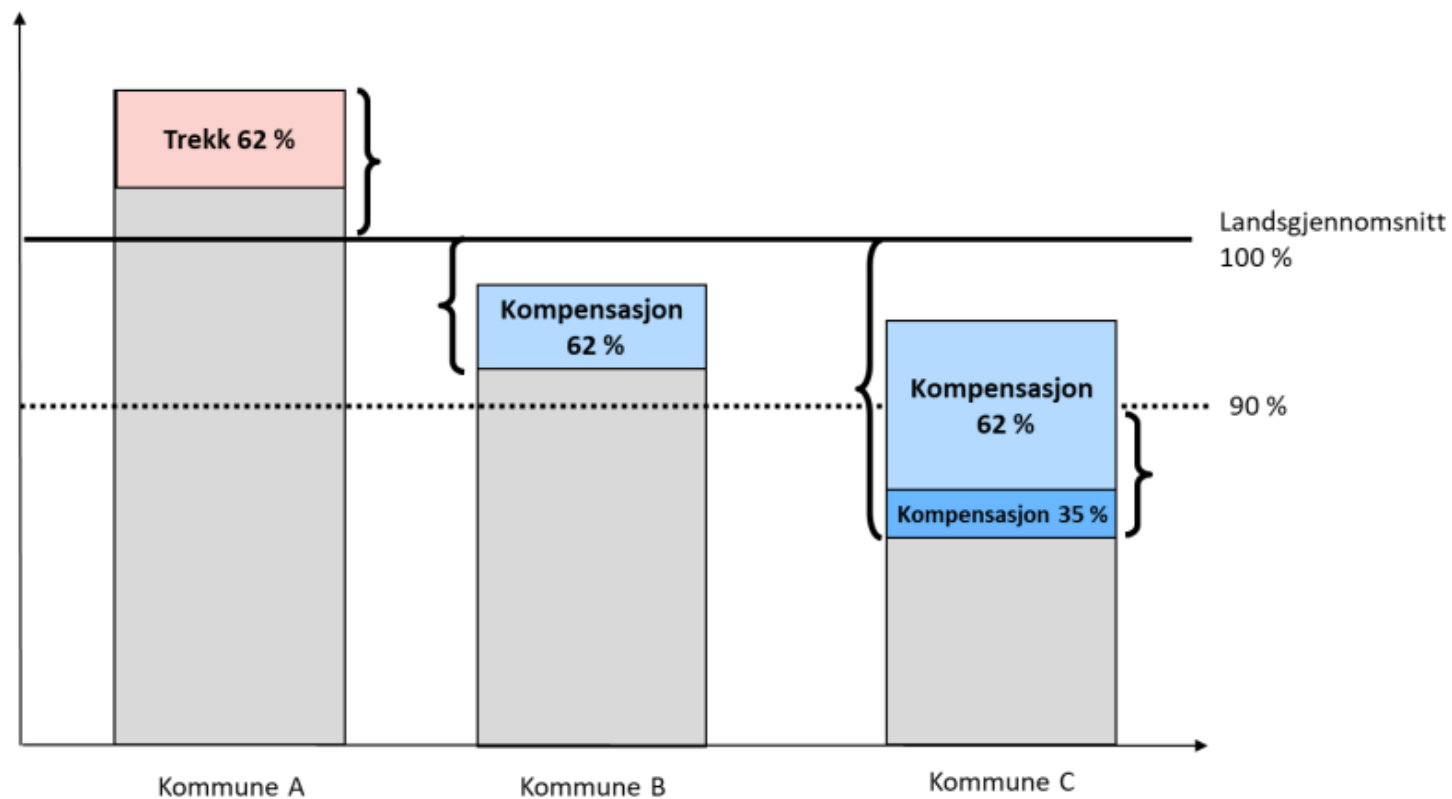 Trekk 62 %
Landsgjennomsnitt
100 %
Kompensasjon
62 %
Kompensasjon
62 %
90 %
Kompensasjon 35 %
Kommune A
Kommune B
Kommune C